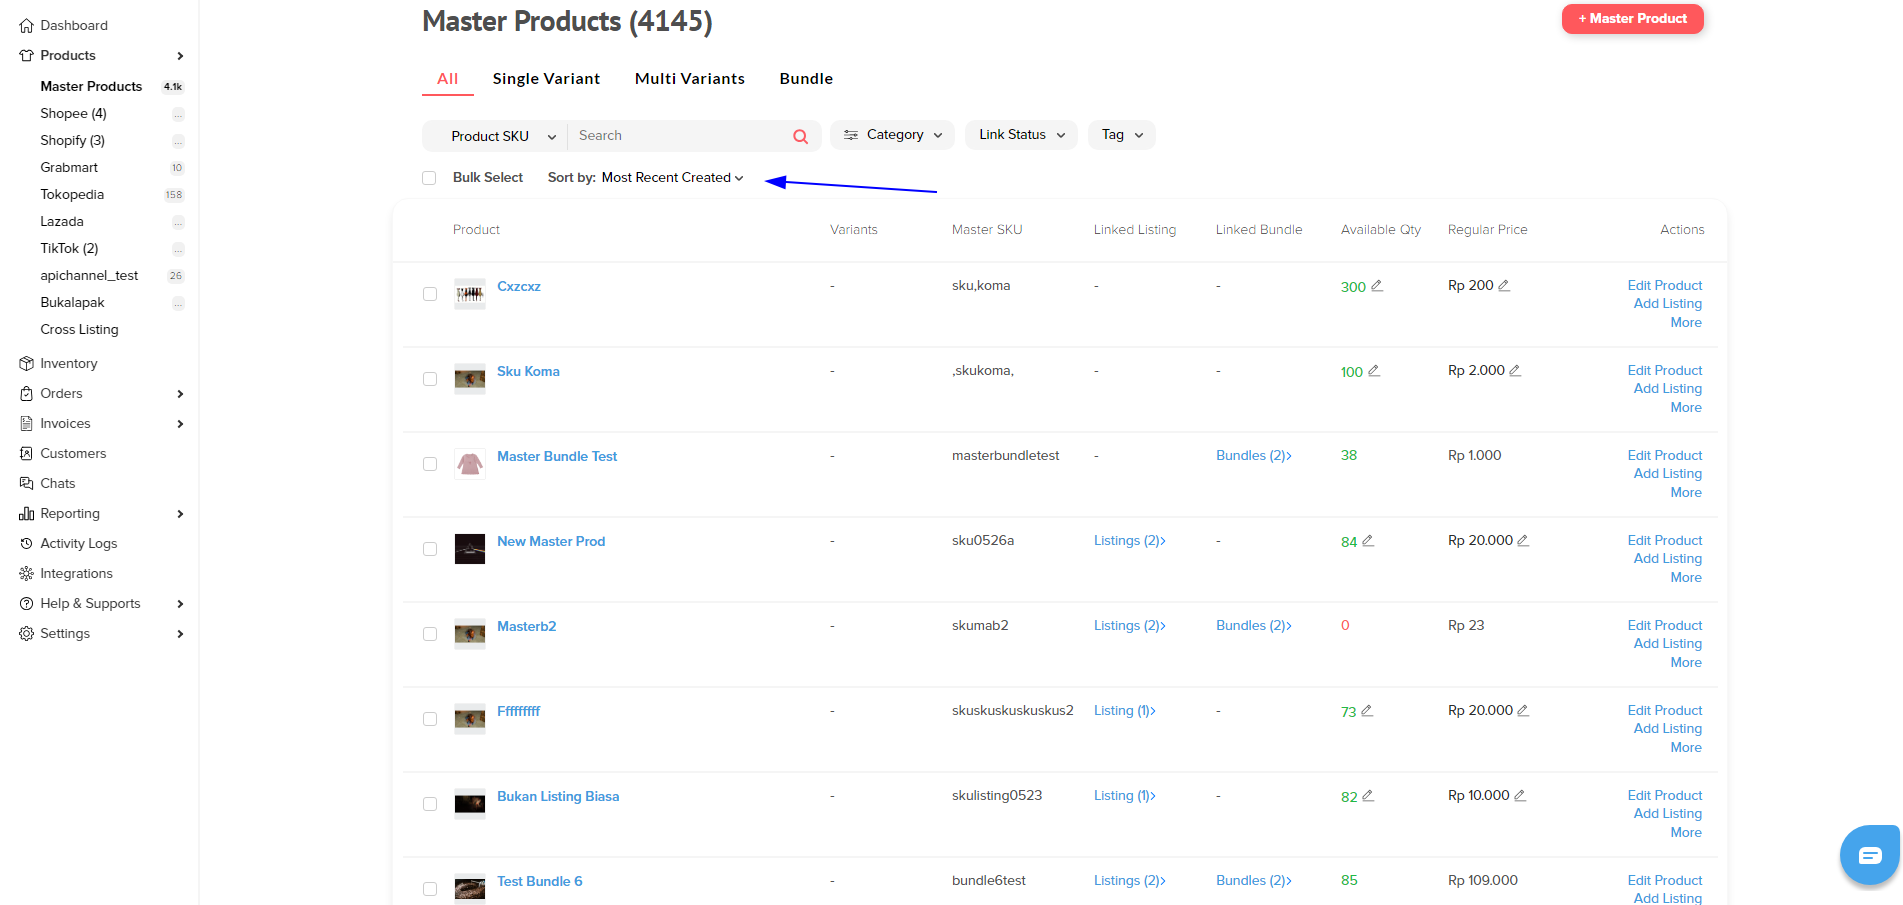 Dashboard
Products
Master Products 4.1k
Shopee (4) ...
Shopify (3) ...
Grabmart 10
Tokopedia 158
Lazada ...
TikTok (2) ...
apichannel_test 26
Bukalapak ...
Cross Listing
Inventory
Orders
Invoices
Customers
Chats
Reporting
Activity Logs
Integrations
Help & Supports
Settings
Master Products (4145)
+ Master Product
All Single Variant Multi Variants Bundle
Product SKU Search Category Link Status Tag
Bulk Select Sort by: Most Recent Created
Product Variants Master SKU Linked Listing Linked Bundle Available Qty Regular Price Actions
Cxzcxz - sku,koma - - 300 Rp 200 Edit Product
Add Listing
More
Sku Koma - ,skukoma, - - 100 Rp 2.000 Edit Product
Add Listing
More
Master Bundle Test - masterbundletest - Bundles (2) 38 Rp 1.000 Edit Product
Add Listing
More
New Master Prod - sku0526a Listings (2) - 84 Rp 20.000 Edit Product
Add Listing
More
Masterb2 - skumab2 Listings (2) Bundles (2) 0 Rp 23 Edit Product
Add Listing
More
Fffffffff - skuskuskuskuskus2 Listing (1) - 73 Rp 20.000 Edit Product
Add Listing
More
Bukan Listing Biasa - skulisting0523 Listing (1) - 82 Rp 10.000 Edit Product
Add Listing
More
Test Bundle 6 - bundle6test Listings (2) Bundles (2) 85 Rp 109.000 Edit Product
Add Listing